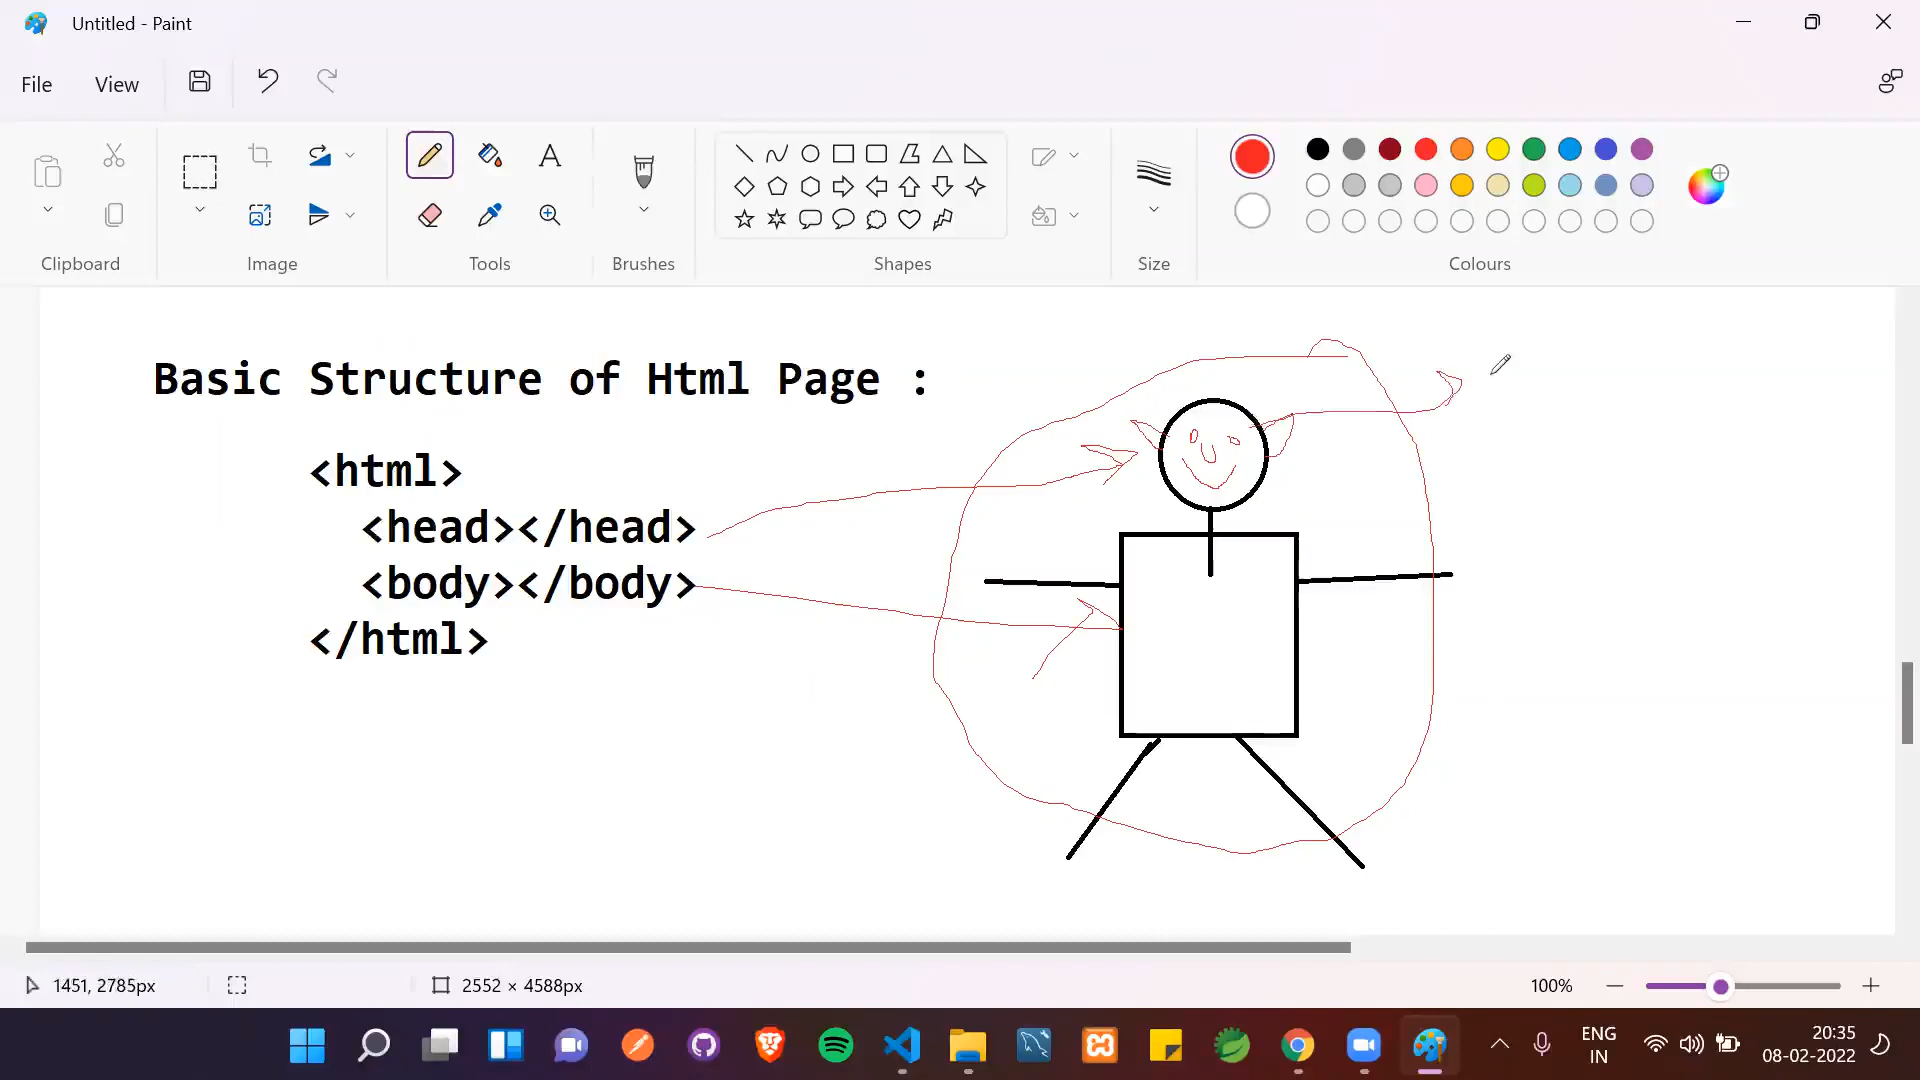 Untitled - Paint
File View
Clipboard Image Tools Brushes Shapes Size Colours
Basic Structure of Html Page :
<html>
<head></head>
<body></body>
</html>
1451, 2785px 2552 × 4588px 100%
ENG 20:35
IN 08-02-2022